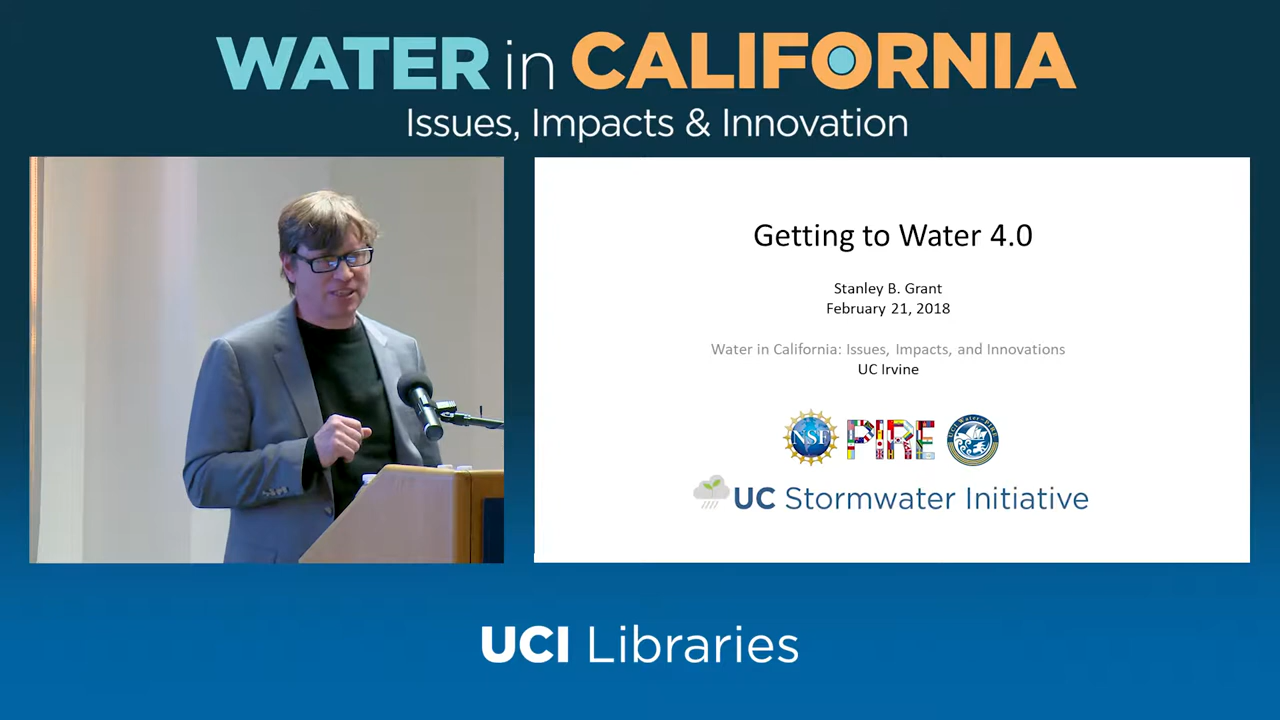 WATER in CALIFORNIA
Issues, Impacts & Innovation
Getting to Water 4.0
Stanley B. Grant
February 21, 2018
Water in California: Issues, Impacts, and Innovations
UC Irvine
NSF PIRE
UC Stormwater Initiative
UCI Libraries